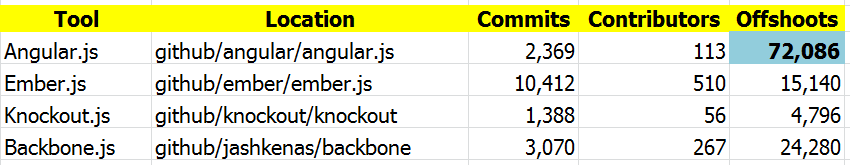 Tool Location Commits Contributors Offshoots
Angular.js github/angular/angular.js 2,369 113 72,086
Ember.js github/ember/ember.js 10,412 510 15,140
Knockout.js github/knockout/knockout 1,388 56 4,796
Backbone.js github/jashkenas/backbone 3,070 267 24,280